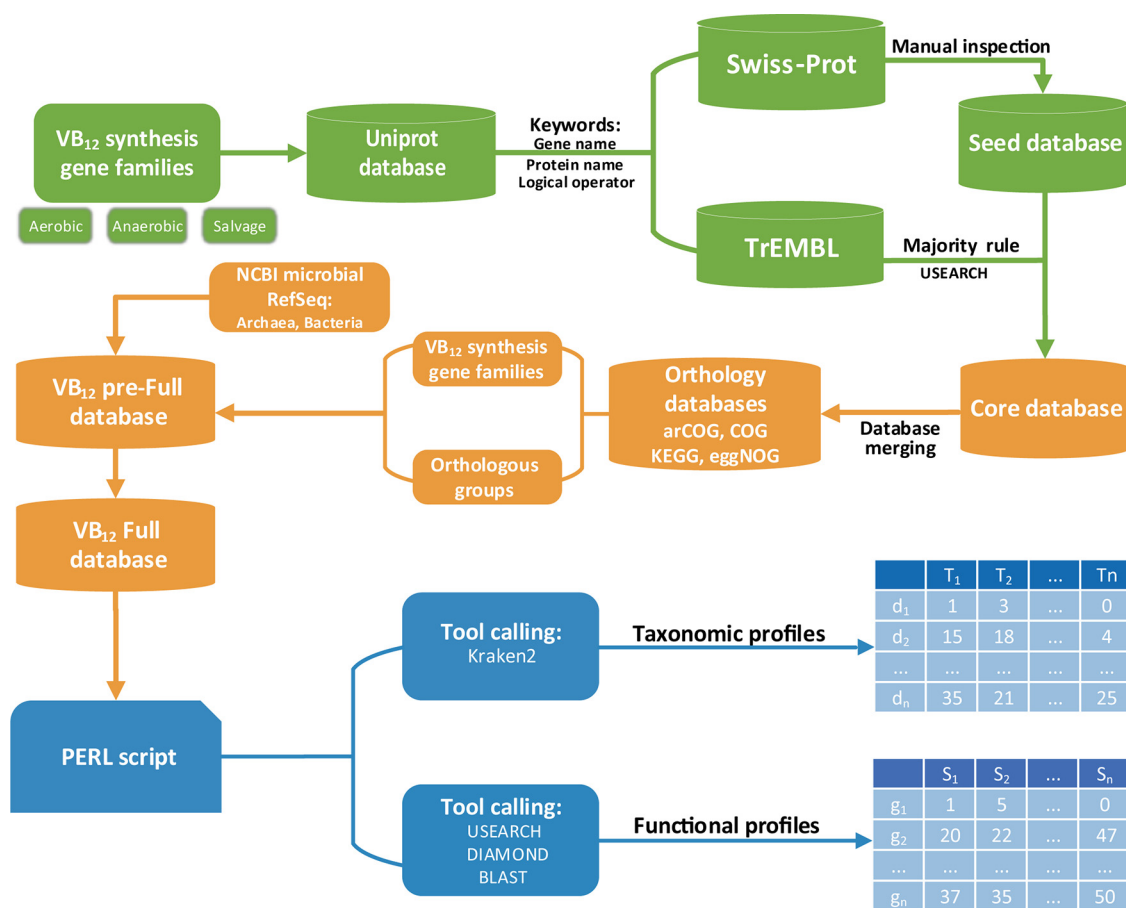 VB₁₂ synthesis
gene families
Aerobic
Anaerobic
Salvage
Uniprot
database
Keywords:
Gene name
Protein name
Logical operator
Swiss-Prot
Manual inspection
Seed database
TrEMBL
Majority rule
USEARCH
NCBI microbial
RefSeq:
Archaea, Bacteria
VB₁₂ pre-Full
database
VB₁₂ synthesis
gene families
Orthologous
groups
Orthology
databases
arCOG, COG
KEGG, eggNOG
Database
merging
Core database
VB₁₂ Full
database
PERL script
Tool calling:
Kraken2
Taxonomic profiles
T₁ T₂ ... Tn
d₁ 1 3 ... 0
d₂ 15 18 ... 4
... ... ... ...
dₙ 35 21 ... 25
Tool calling:
USEARCH
DIAMOND
BLAST
Functional profiles
S₁ S₂ ... Sₙ
g₁ 1 5 ... 0
g₂ 20 22 ... 47
... ... ... ...
gₙ 37 35 ... 50